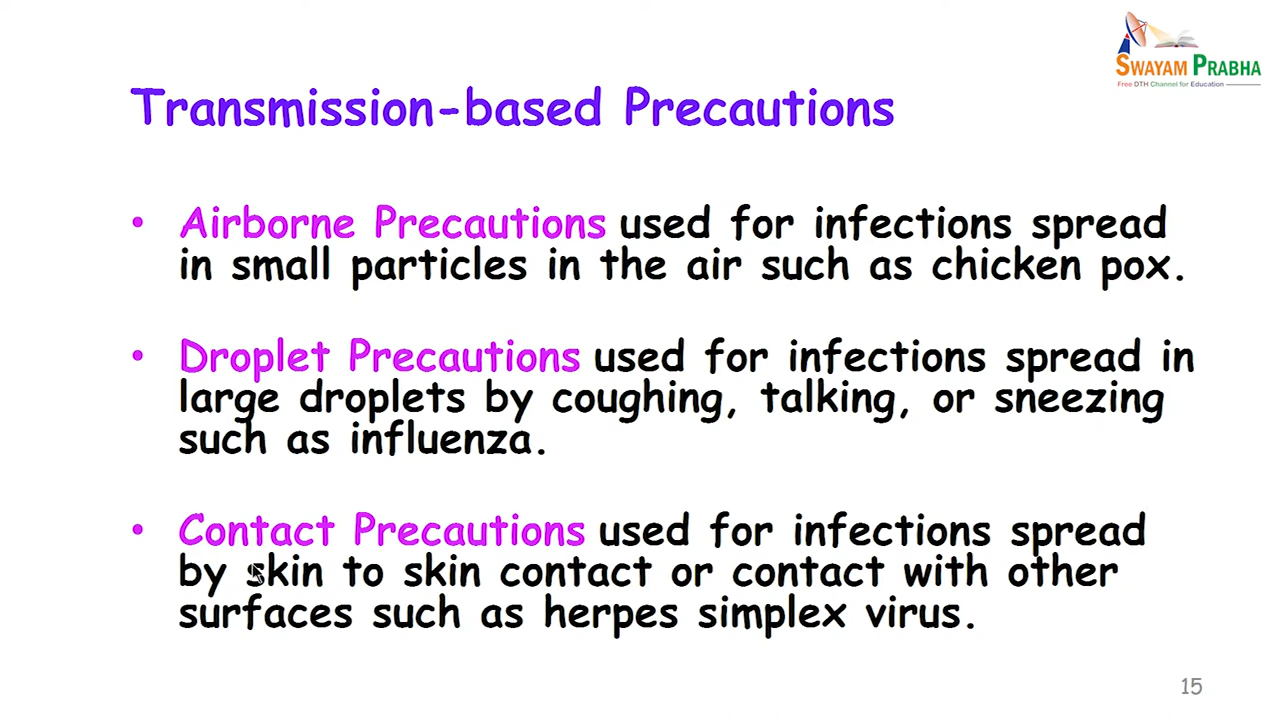 SWAYAM PRABHA
Free DTH Channel for Education
Transmission-based Precautions
• Airborne Precautions used for infections spread
in small particles in the air such as chicken pox.
• Droplet Precautions used for infections spread in
large droplets by coughing, talking, or sneezing
such as influenza.
• Contact Precautions used for infections spread
by skin to skin contact or contact with other
surfaces such as herpes simplex virus.
15